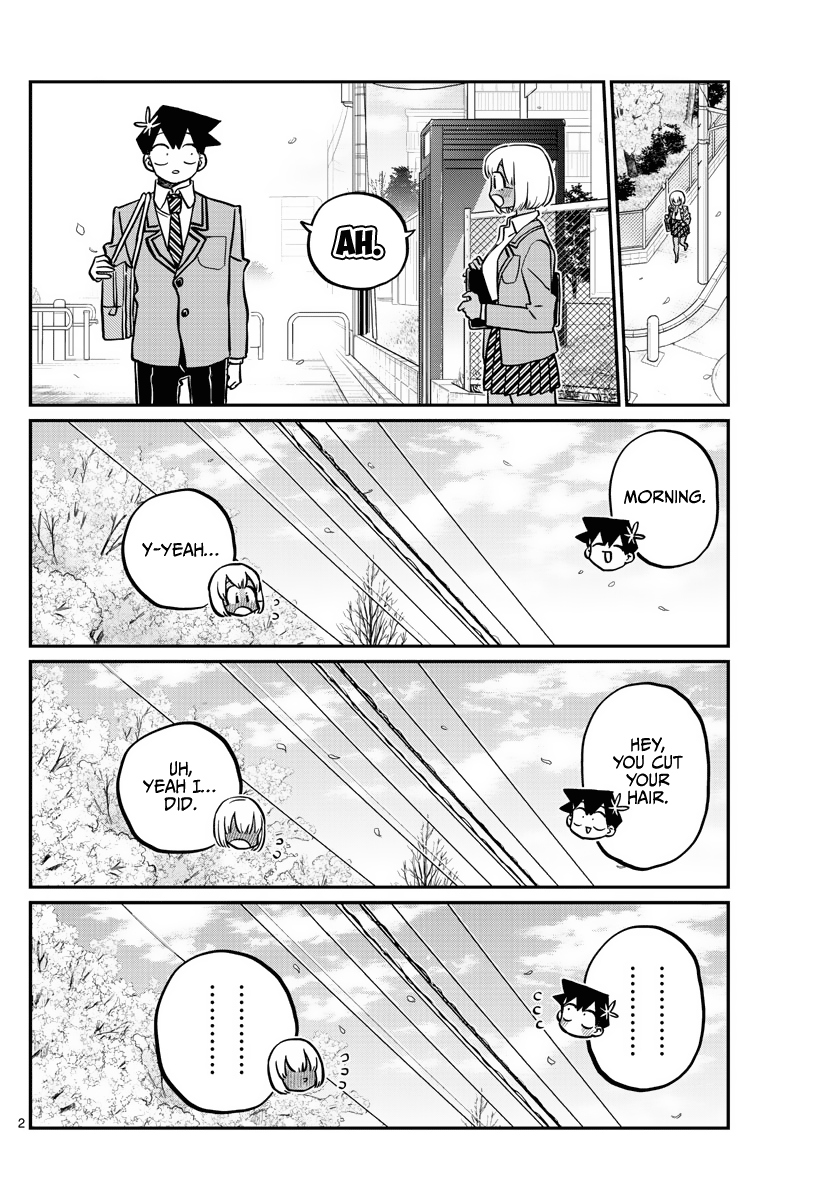 AH.
MORNING.
Y-YEAH...
HEY,
YOU CUT
YOUR
HAIR.
UH,
YEAH I...
DID.
..........
..........
..........
..........
2